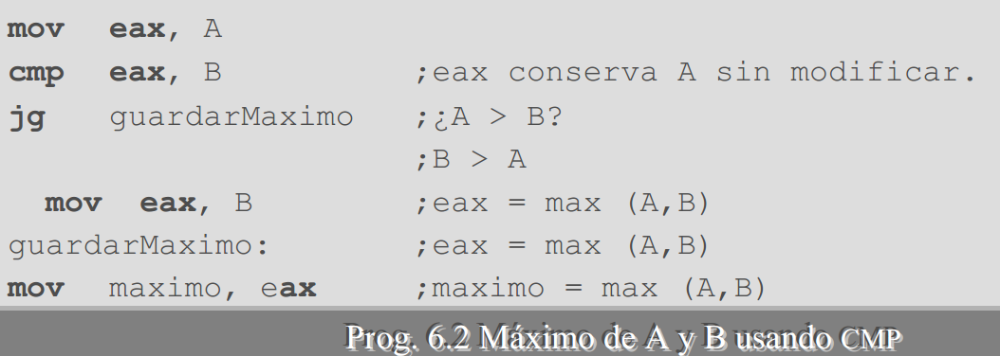 mov eax, A
cmp eax, B ;eax conserva A sin modificar.
jg guardarMaximo ;¿A > B?
;B > A
mov eax, B ;eax = max (A,B)
guardarMaximo: ;eax = max (A,B)
mov maximo, eax ;maximo = max (A,B)
Prog. 6.2 Máximo de A y B usando CMP